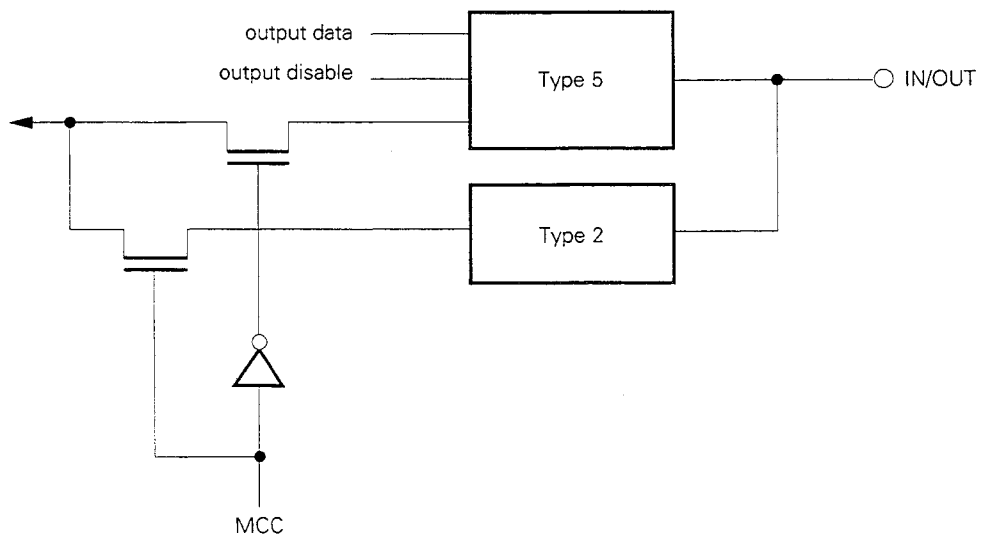 output data
output disable
Type 5
IN/OUT
Type 2
MCC